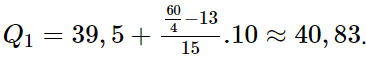 $Q_1 = 39,5 + \frac{\frac{60}{4} - 13}{15} . 10 \approx 40,83.$